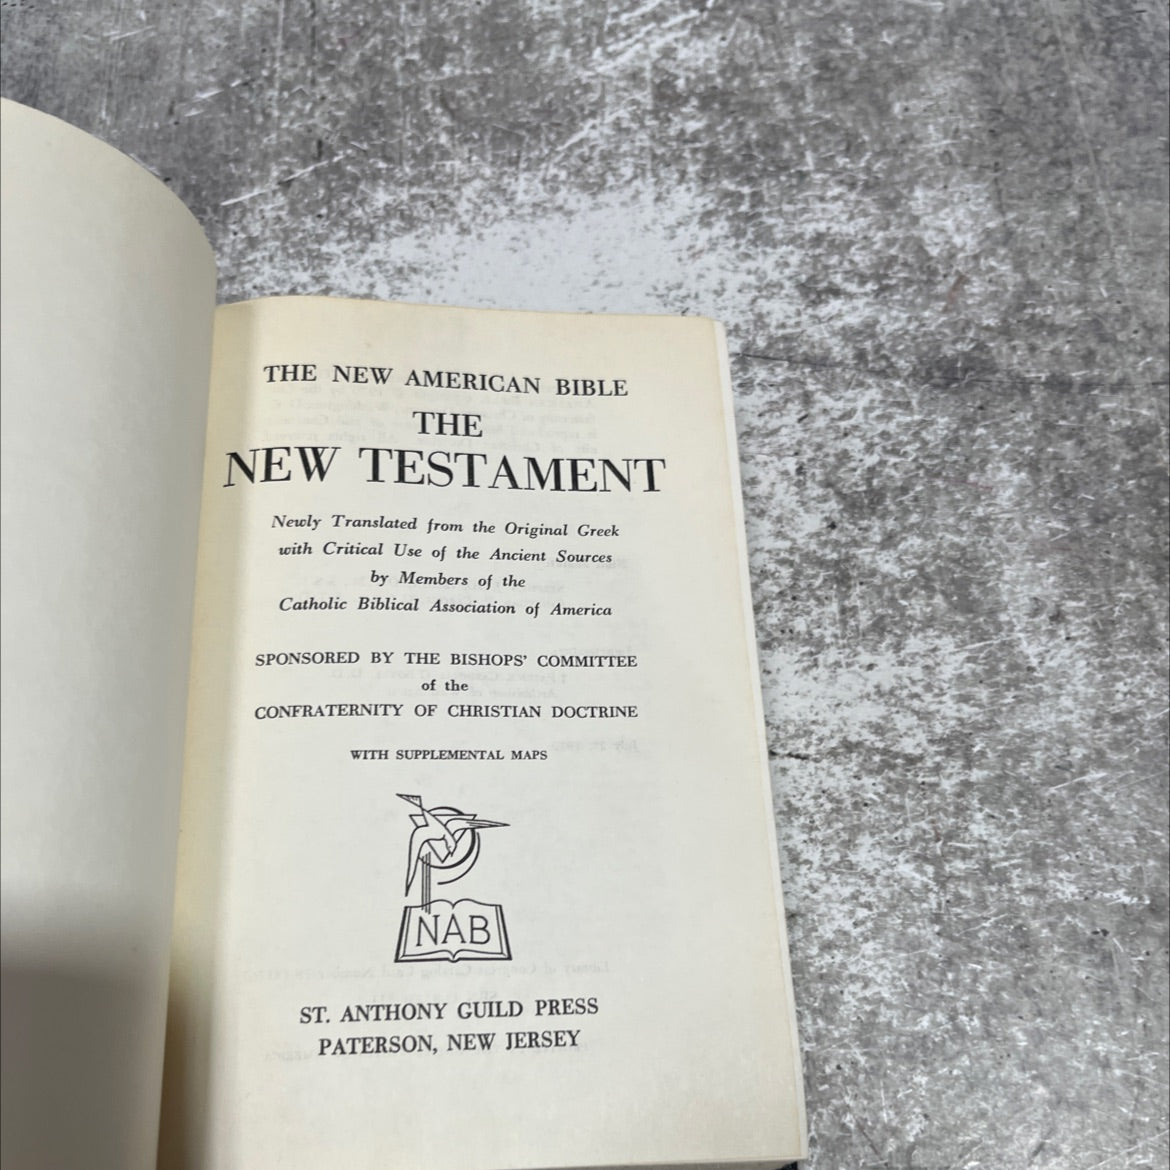 THE NEW AMERICAN BIBLE
THE
NEW TESTAMENT
Newly Translated from the Original Greek
with Critical Use of the Ancient Sources
by Members of the
Catholic Biblical Association of America
SPONSORED BY THE BISHOPS' COMMITTEE
of the
CONFRATERNITY OF CHRISTIAN DOCTRINE
WITH SUPPLEMENTAL MAPS
NAB
ST. ANTHONY GUILD PRESS
PATERSON, NEW JERSEY